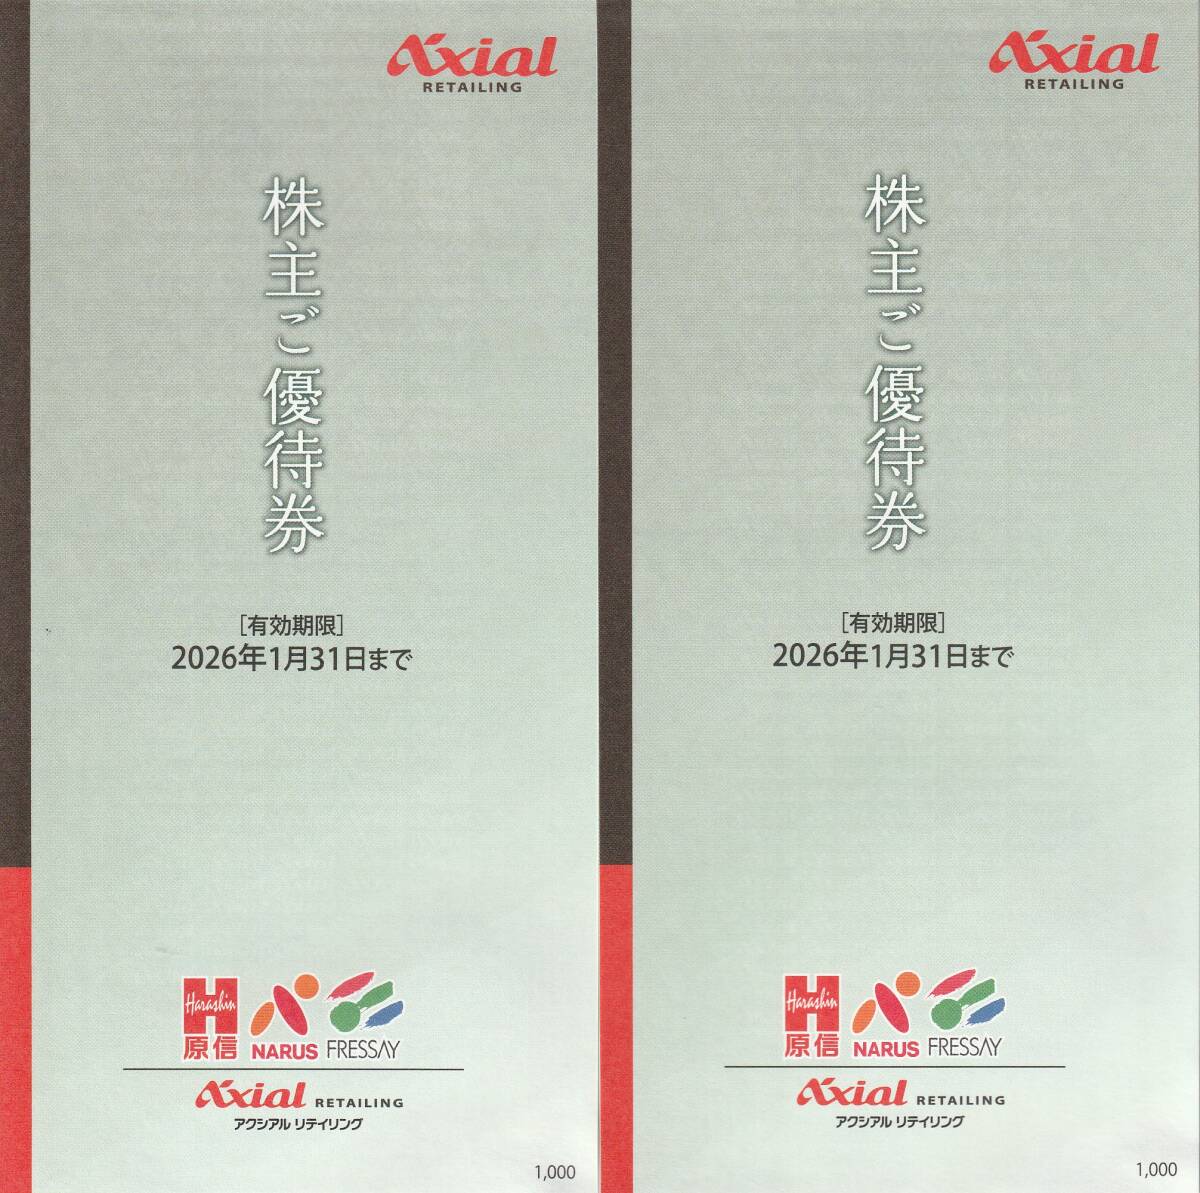 Axial
RETAILING
株主ご優待券
［有効期限］
2026年1月31日まで
Harashin
原信
NARUS
FRESSAY
Axial RETAILING
アクシアル リテイリング
1,000
Axial
RETAILING
株主ご優待券
［有効期限］
2026年1月31日まで
Harashin
原信
NARUS
FRESSAY
Axial RETAILING
アクシアル リテイリング
1,000